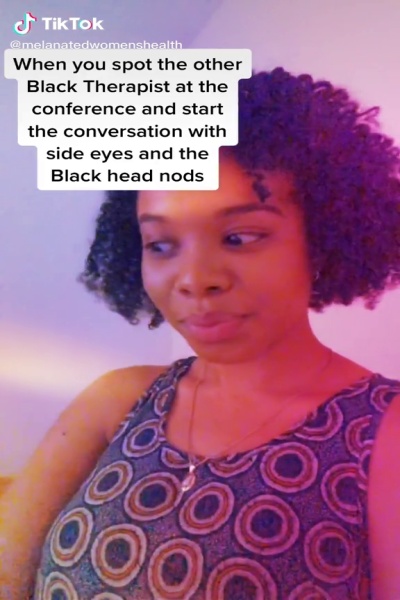 TikTok
@melanatedwomenshealth
When you spot the other
Black Therapist at the
conference and start
the conversation with
side eyes and the
Black head nods